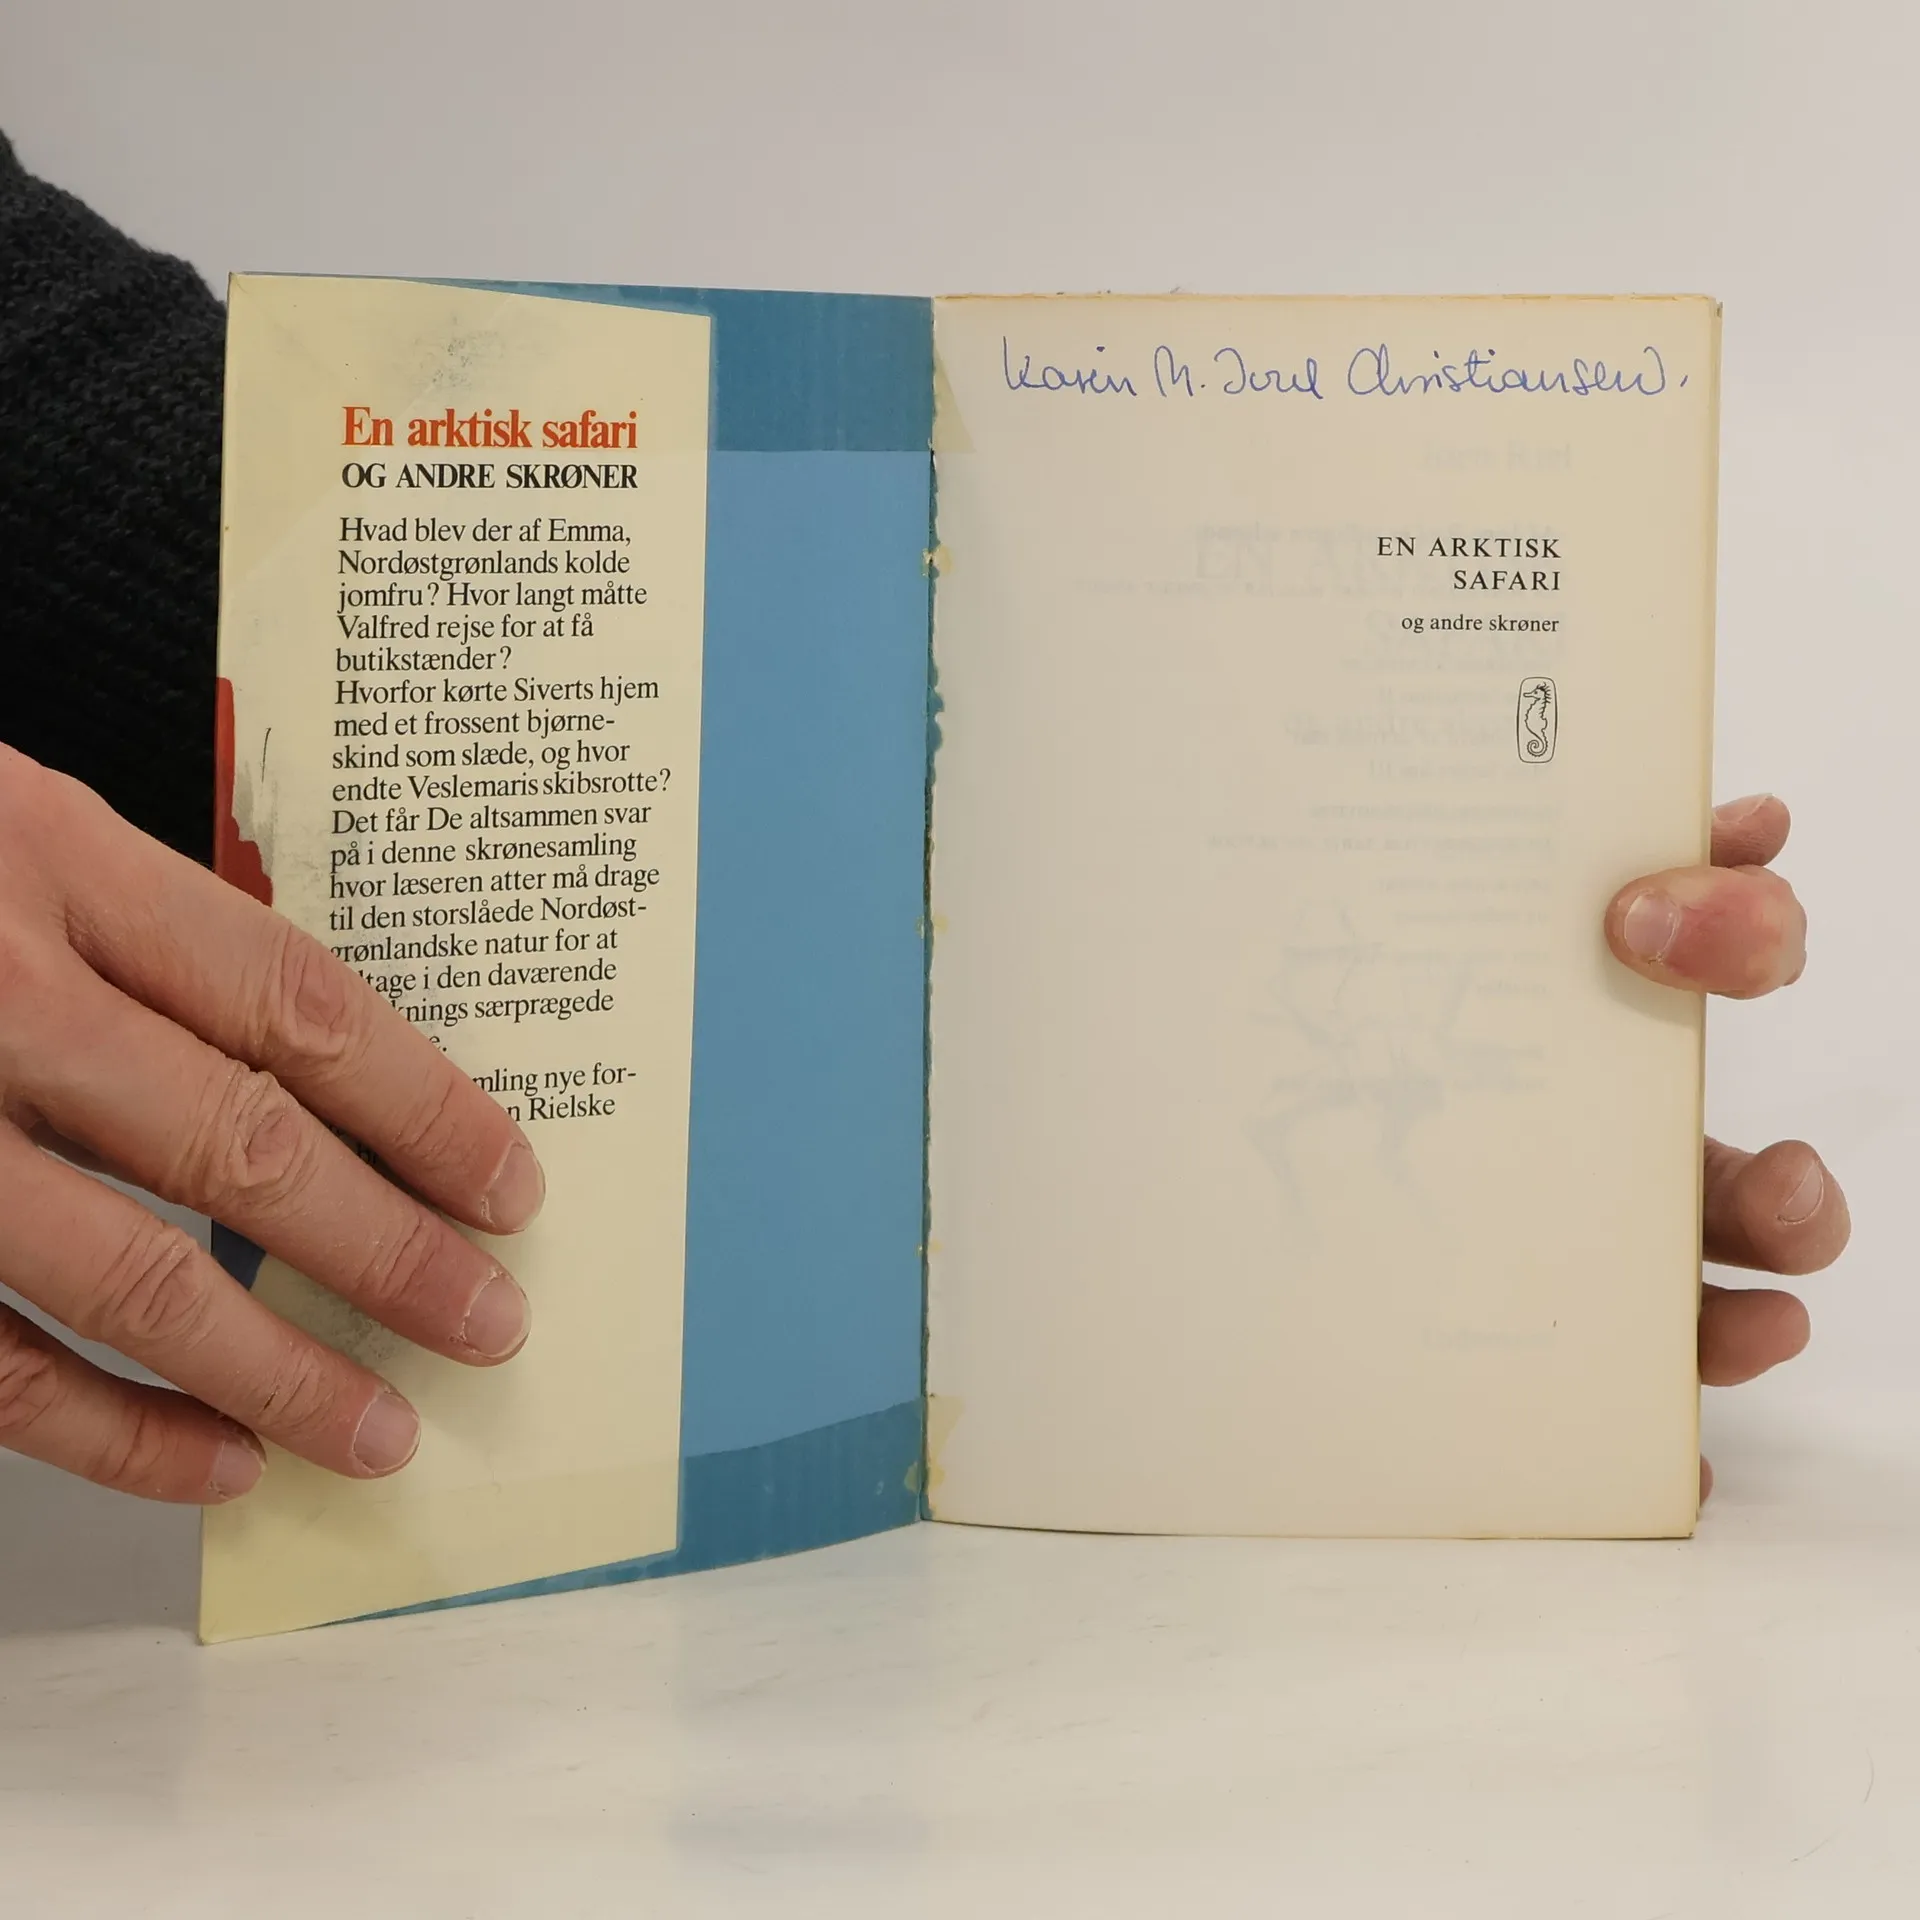 En arktisk safari
OG ANDRE SKRØNER
Hvad blev der af Emma,
Nordøstgrønlands kolde
jomfru? Hvor langt måtte
Valfred rejse for at få
butikstænder?
Hvorfor kørte Siverts hjem
med et frossent bjørne-
skind som slæde, og hvor
endte Veslemaris skibsrotte?
Det får De altsammen svar
på i denne skrønesamling
hvor læseren atter må drage
til den storslåede Nordøst-
grønlandske natur for at
tage i den daværende
knings særprægede
e.
mling nye for-
n Rielske
Karen M. Christiansen.
EN ARKTISK
SAFARI
og andre skrøner